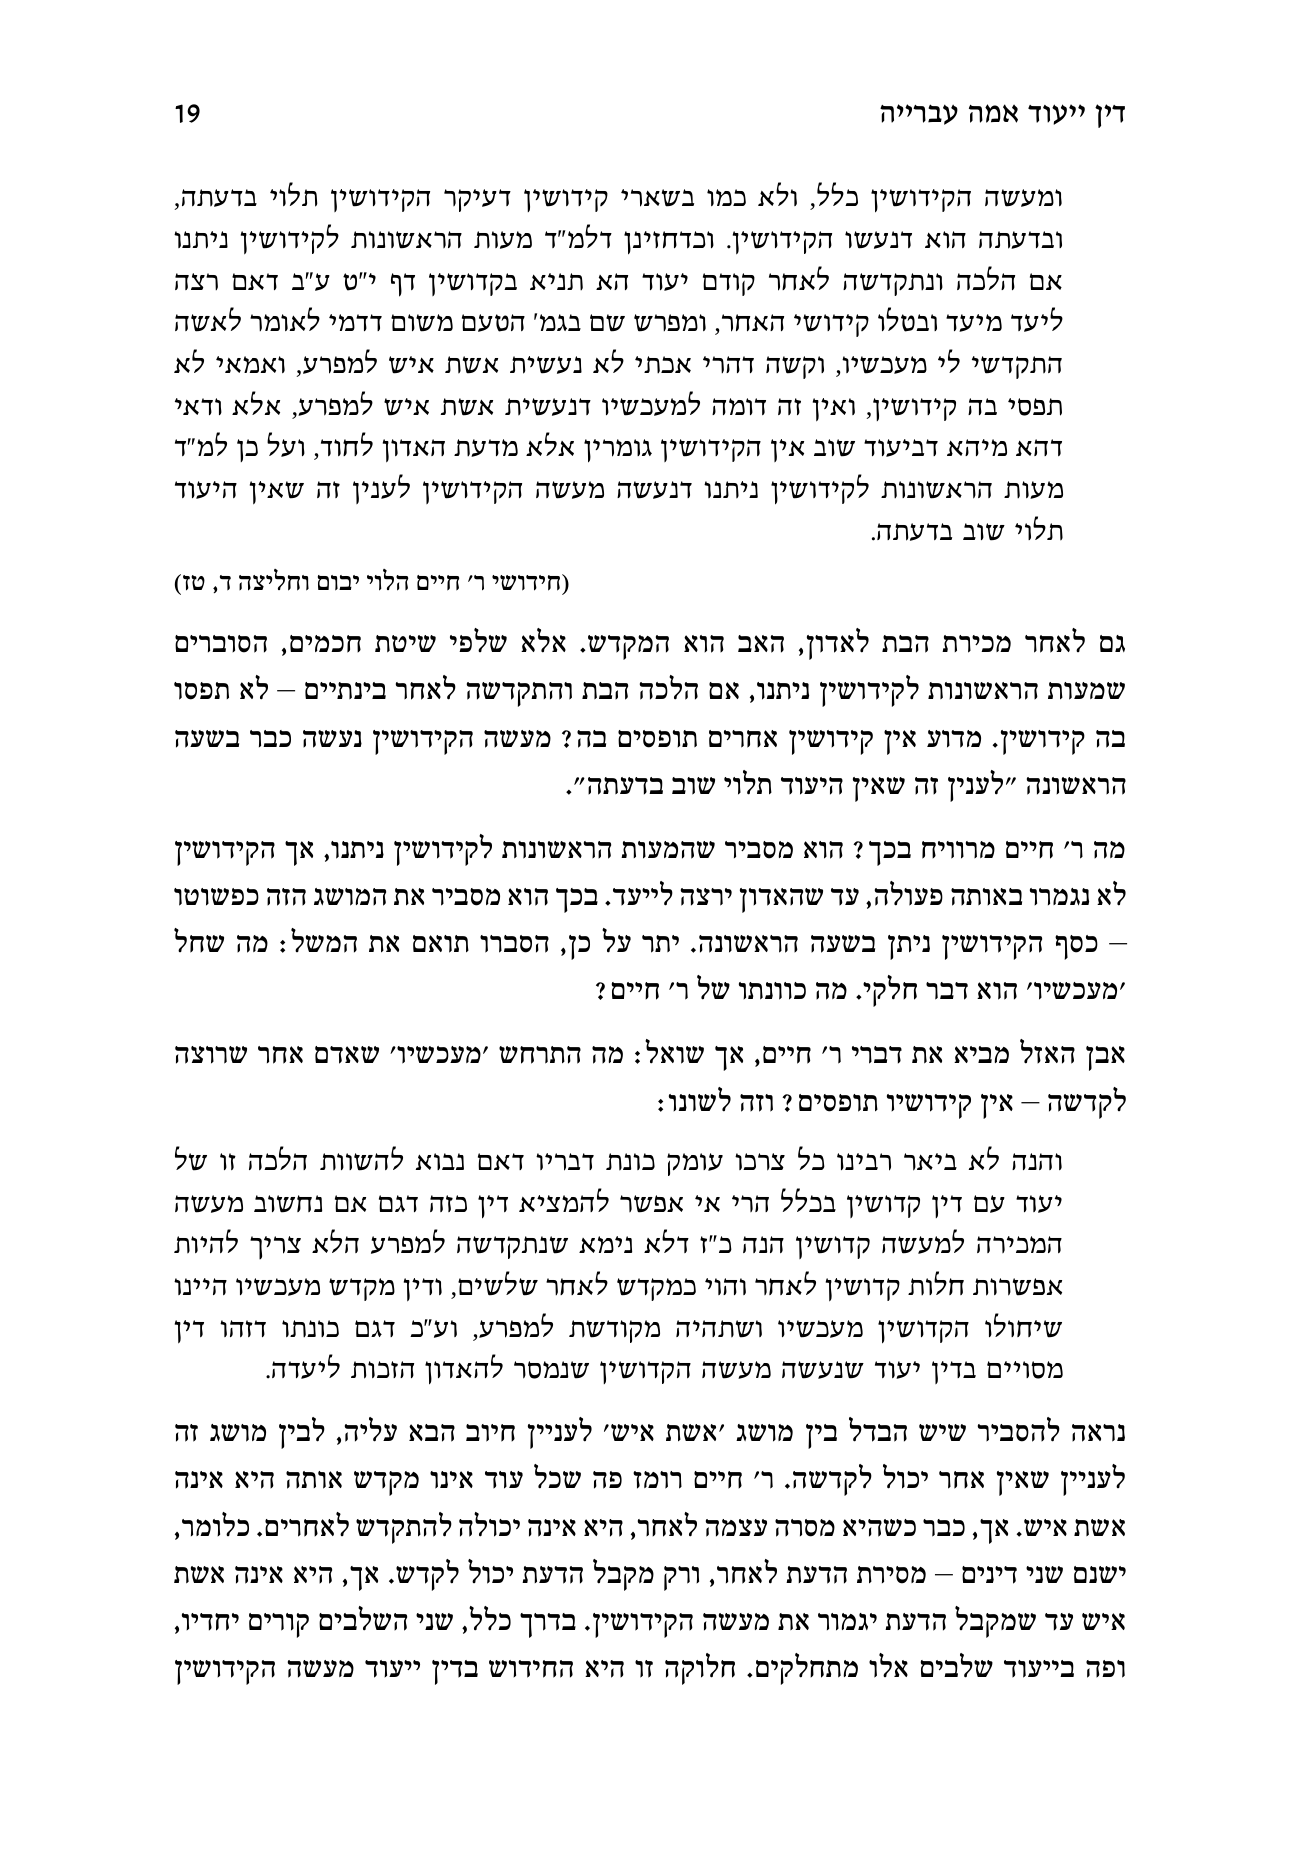 דין ייעוד אמה עברייה 19
ומעשה הקידושין כלל, ולא כמו בשארי קידושין דעיקר הקידושין תלוי בדעתה,
ובדעתה הוא דנעשו הקידושין. וכדחזינן דלמ"ד מעות הראשונות לקידושין ניתנו
אם הלכה ונתקדשה לאחר קודם יעוד הא תניא בקדושין דף י"ט ע"ב דאם רצה
ליעד מיעד ובטלו קידושי האחר, ומפרש שם בגמ' הטעם משום דדמי לאומר לאשה
התקדשי לי מעכשיו, וקשה דהרי אכתי לא נעשית אשת איש למפרע, ואמאי לא
תפסי בה קידושין, ואין זה דומה למעכשיו דנעשית אשת איש למפרע, אלא ודאי
דהא מיהא דביעוד שוב אין הקידושין גומרין אלא מדעת האדון לחוד, ועל כן למ"ד
מעות הראשונות לקידושין ניתנו דנעשה מעשה הקידושין לענין זה שאין היעוד
תלוי שוב בדעתה.
(חידושי ר׳ חיים הלוי יבום וחליצה ד, טז)
גם לאחר מכירת הבת לאדון, האב הוא המקדש. אלא שלפי שיטת חכמים, הסוברים
שמעות הראשונות לקידושין ניתנו, אם הלכה הבת והתקדשה לאחר בינתיים – לא תפסו
בה קידושין. מדוע אין קידושין אחרים תופסים בה? מעשה הקידושין נעשה כבר בשעה
הראשונה ״לענין זה שאין היעוד תלוי שוב בדעתה״.
מה ר׳ חיים מרוויח בכך? הוא מסביר שהמעות הראשונות לקידושין ניתנו, אך הקידושין
לא נגמרו באותה פעולה, עד שהאדון ירצה לייעד. בכך הוא מסביר את המושג הזה כפשוטו
– כסף הקידושין ניתן בשעה הראשונה. יתר על כן, הסברו תואם את המשל: מה שחל
׳מעכשיו׳ הוא דבר חלקי. מה כוונתו של ר׳ חיים?
אבן האזל מביא את דברי ר׳ חיים, אך שואל: מה התרחש ׳מעכשיו׳ שאדם אחר שרוצה
לקדשה – אין קידושיו תופסים? וזה לשונו:
והנה לא ביאר רבינו כל צרכו עומק כונת דבריו דאם נבוא להשוות הלכה זו של
יעוד עם דין קדושין בכלל הרי אי אפשר להמציא דין כזה דגם אם נחשוב מעשה
המכירה למעשה קדושין הנה כ"ז דלא נימא שנתקדשה למפרע הלא צריך להיות
אפשרות חלות קדושין לאחר והוי כמקדש לאחר שלשים, ודין מקדש מעכשיו היינו
שיחולו הקדושין מעכשיו ושתהיה מקודשת למפרע, וע"כ דגם כונתו דזהו דין
מסויים בדין יעוד שנעשה מעשה הקדושין שנמסר להאדון הזכות ליעדה.
נראה להסביר שיש הבדל בין מושג ׳אשת איש׳ לעניין חיוב הבא עליה, לבין מושג זה
לעניין שאין אחר יכול לקדשה. ר׳ חיים רומז פה שכל עוד אינו מקדש אותה היא אינה
אשת איש. אך, כבר כשהיא מסרה עצמה לאחר, היא אינה יכולה להתקדש לאחרים. כלומר,
ישנם שני דינים – מסירת הדעת לאחר, ורק מקבל הדעת יכול לקדש. אך, היא אינה אשת
איש עד שמקבל הדעת יגמור את מעשה הקידושין. בדרך כלל, שני השלבים קורים יחדיו,
ופה בייעוד שלבים אלו מתחלקים. חלוקה זו היא החידוש בדין ייעוד מעשה הקידושין